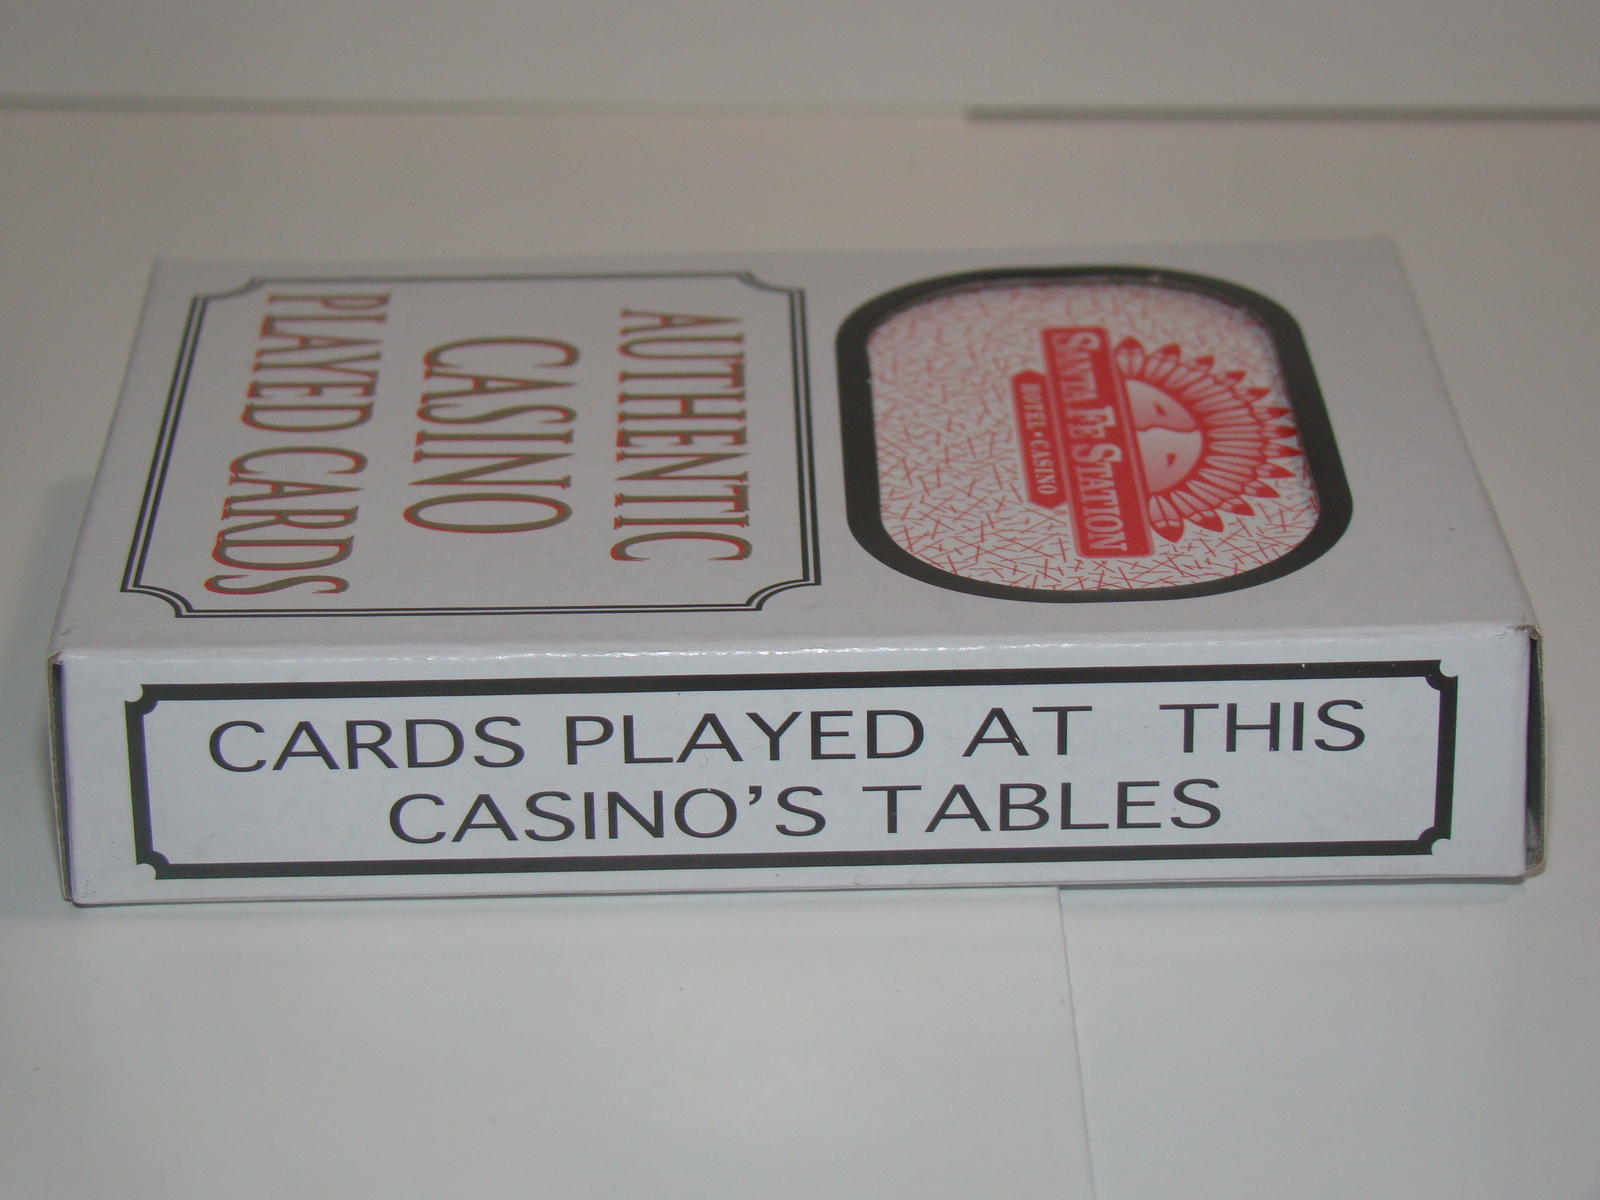 AUTHENTIC
CASINO
PLAYED CARDS
SANTA FE STATION
HOTEL • CASINO
CARDS PLAYED AT THIS
CASINO'S TABLES